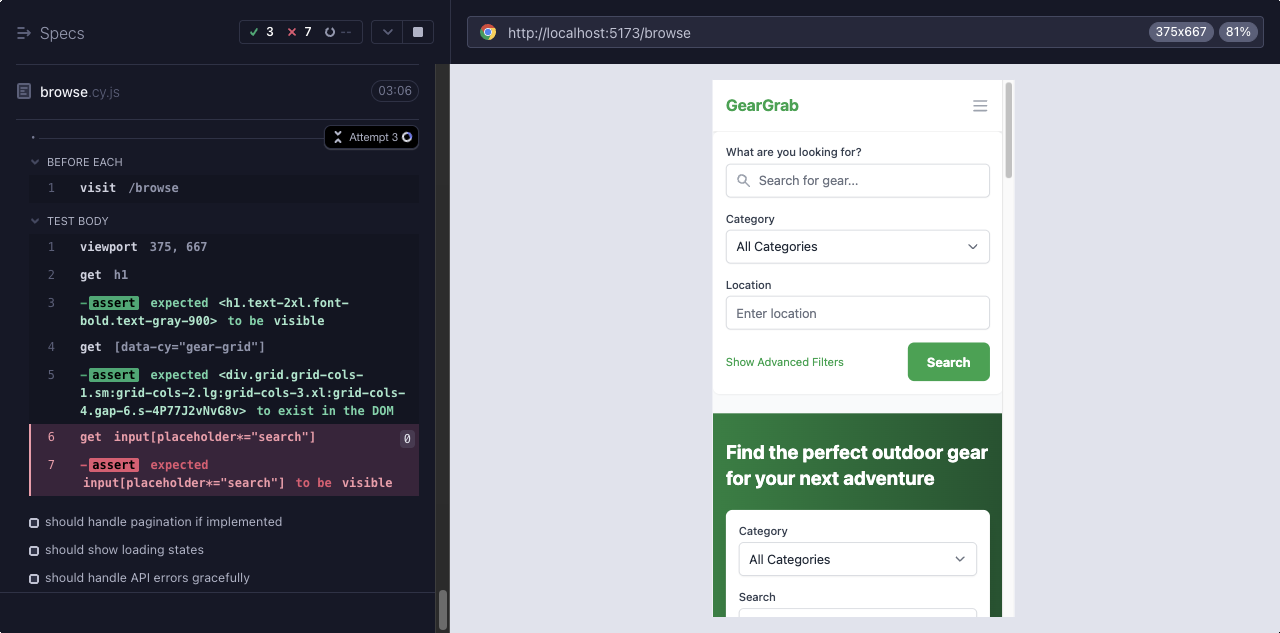 Specs
3
7
--
browse.cy.js
03:06
Attempt 3
BEFORE EACH
1 visit /browse
TEST BODY
1 viewport 375, 667
2 get h1
3 -assert expected <h1.text-2xl.font-
bold.text-gray-900> to be visible
4 get [data-cy="gear-grid"]
5 -assert expected <div.grid.grid-cols-
1.sm:grid-cols-2.lg:grid-cols-3.xl:grid-cols-
4.gap-6.s-4P77J2vNvG8v> to exist in the DOM
6 get input[placeholder*="search"] 0
7 -assert expected
input[placeholder*="search"] to be visible
should handle pagination if implemented
should show loading states
should handle API errors gracefully
http://localhost:5173/browse
375x667
81%
GearGrab
What are you looking for?
Search for gear...
Category
All Categories
Location
Enter location
Show Advanced Filters
Search
Find the perfect outdoor gear
for your next adventure
Category
All Categories
Search